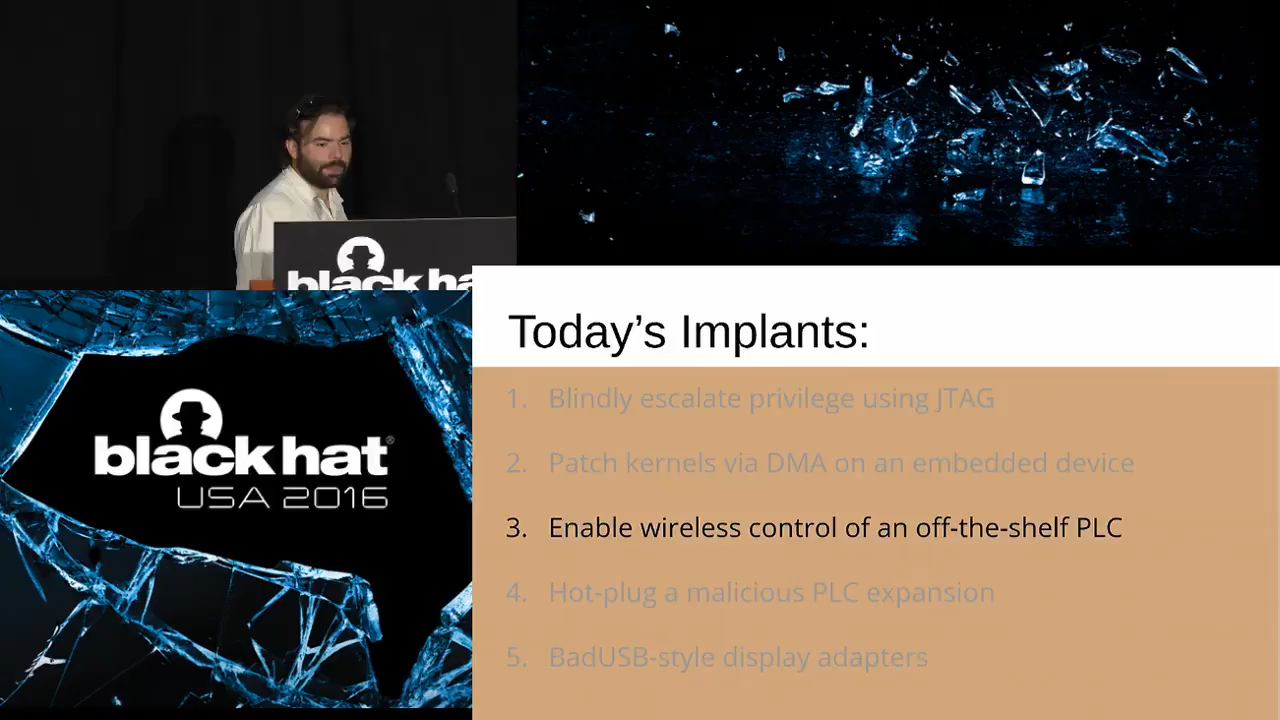 black ha
Today's Implants:
1. Blindly escalate privilege using JTAG
2. Patch kernels via DMA on an embedded device
3. Enable wireless control of an off-the-shelf PLC
4. Hot-plug a malicious PLC expansion
5. BadUSB-style display adapters
black hat®
USA 2016